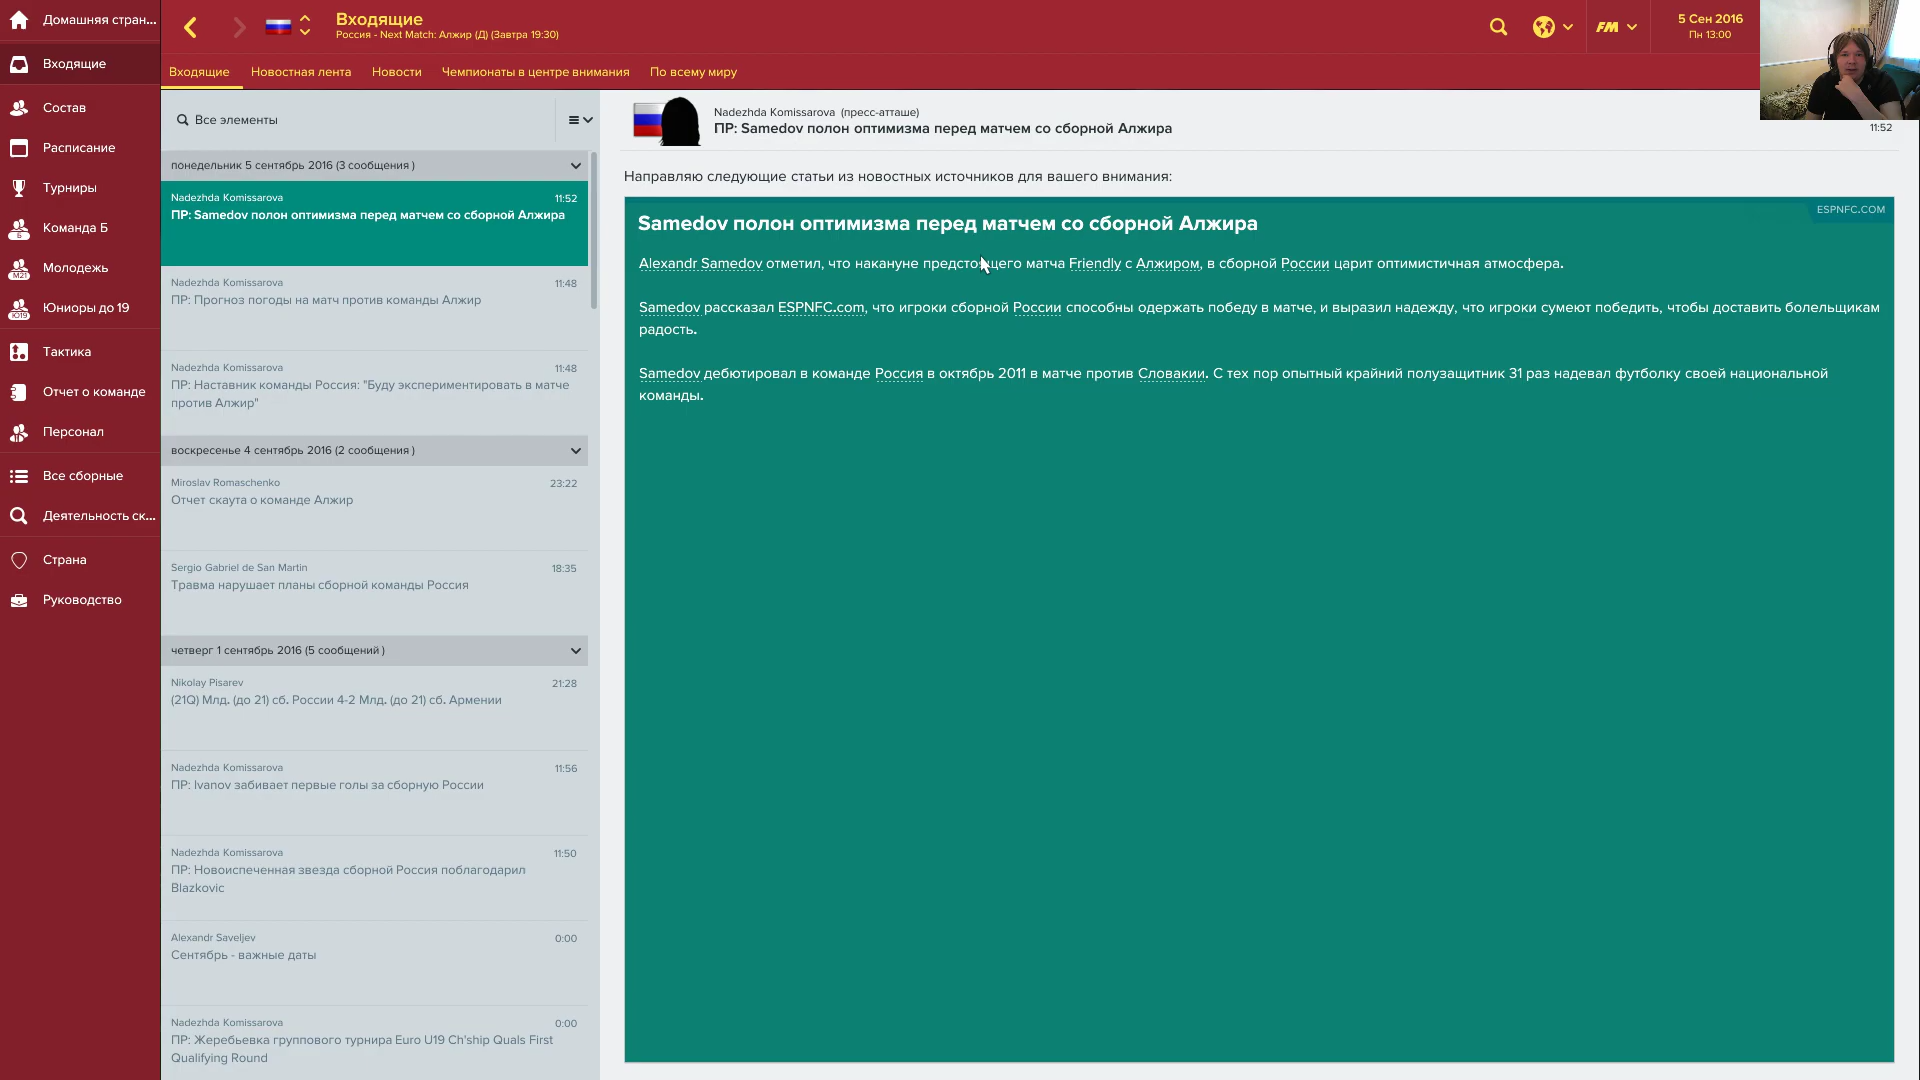 Домашняя стран...
Входящие
Состав
Расписание
Турниры
Команда Б
Молодежь
Юниоры до 19
Тактика
Отчет о команде
Персонал
Все сборные
Деятельность ск...
Страна
Руководство
Входящие
Россия - Next Match: Алжир (Д) (Завтра 19:30)
FM
5 Сен 2016
Пн 13:00
Входящие
Новостная лента
Новости
Чемпионаты в центре внимания
По всему миру
Все элементы
понедельник 5 сентябрь 2016 (3 сообщения )
Nadezhda Komissarova 11:52
ПР: Samedov полон оптимизма перед матчем со сборной Алжира
Nadezhda Komissarova 11:48
ПР: Прогноз погоды на матч против команды Алжир
Nadezhda Komissarova 11:48
ПР: Наставник команды Россия: "Буду экспериментировать в матче
против Алжир"
воскресенье 4 сентябрь 2016 (2 сообщения )
Miroslav Romaschenko 23:22
Отчет скаута о команде Алжир
Sergio Gabriel de San Martin 18:35
Травма нарушает планы сборной команды Россия
четверг 1 сентябрь 2016 (5 сообщений )
Nikolay Pisarev 21:28
(21Q) Млд. (до 21) сб. России 4-2 Млд. (до 21) сб. Армении
Nadezhda Komissarova 11:56
ПР: Ivanov забивает первые голы за сборную России
Nadezhda Komissarova 11:50
ПР: Новоиспеченная звезда сборной Россия поблагодарил
Blazkovic
Alexandr Saveljev 0:00
Сентябрь - важные даты
Nadezhda Komissarova 0:00
ПР: Жеребьевка группового турнира Euro U19 Ch'ship Quals First
Qualifying Round
Nadezhda Komissarova (пресс-атташе)
ПР: Samedov полон оптимизма перед матчем со сборной Алжира
11:52
Направляю следующие статьи из новостных источников для вашего внимания:
ESPNFC.COM
Samedov полон оптимизма перед матчем со сборной Алжира
Alexandr Samedov отметил, что накануне предстоящего матча Friendly с Алжиром, в сборной России царит оптимистичная атмосфера.
Samedov рассказал ESPNFC.com, что игроки сборной России способны одержать победу в матче, и выразил надежду, что игроки сумеют победить, чтобы доставить болельщикам
радость.
Samedov дебютировал в команде Россия в октябрь 2011 в матче против Словакии. С тех пор опытный крайний полузащитник 31 раз надевал футболку своей национальной
команды.